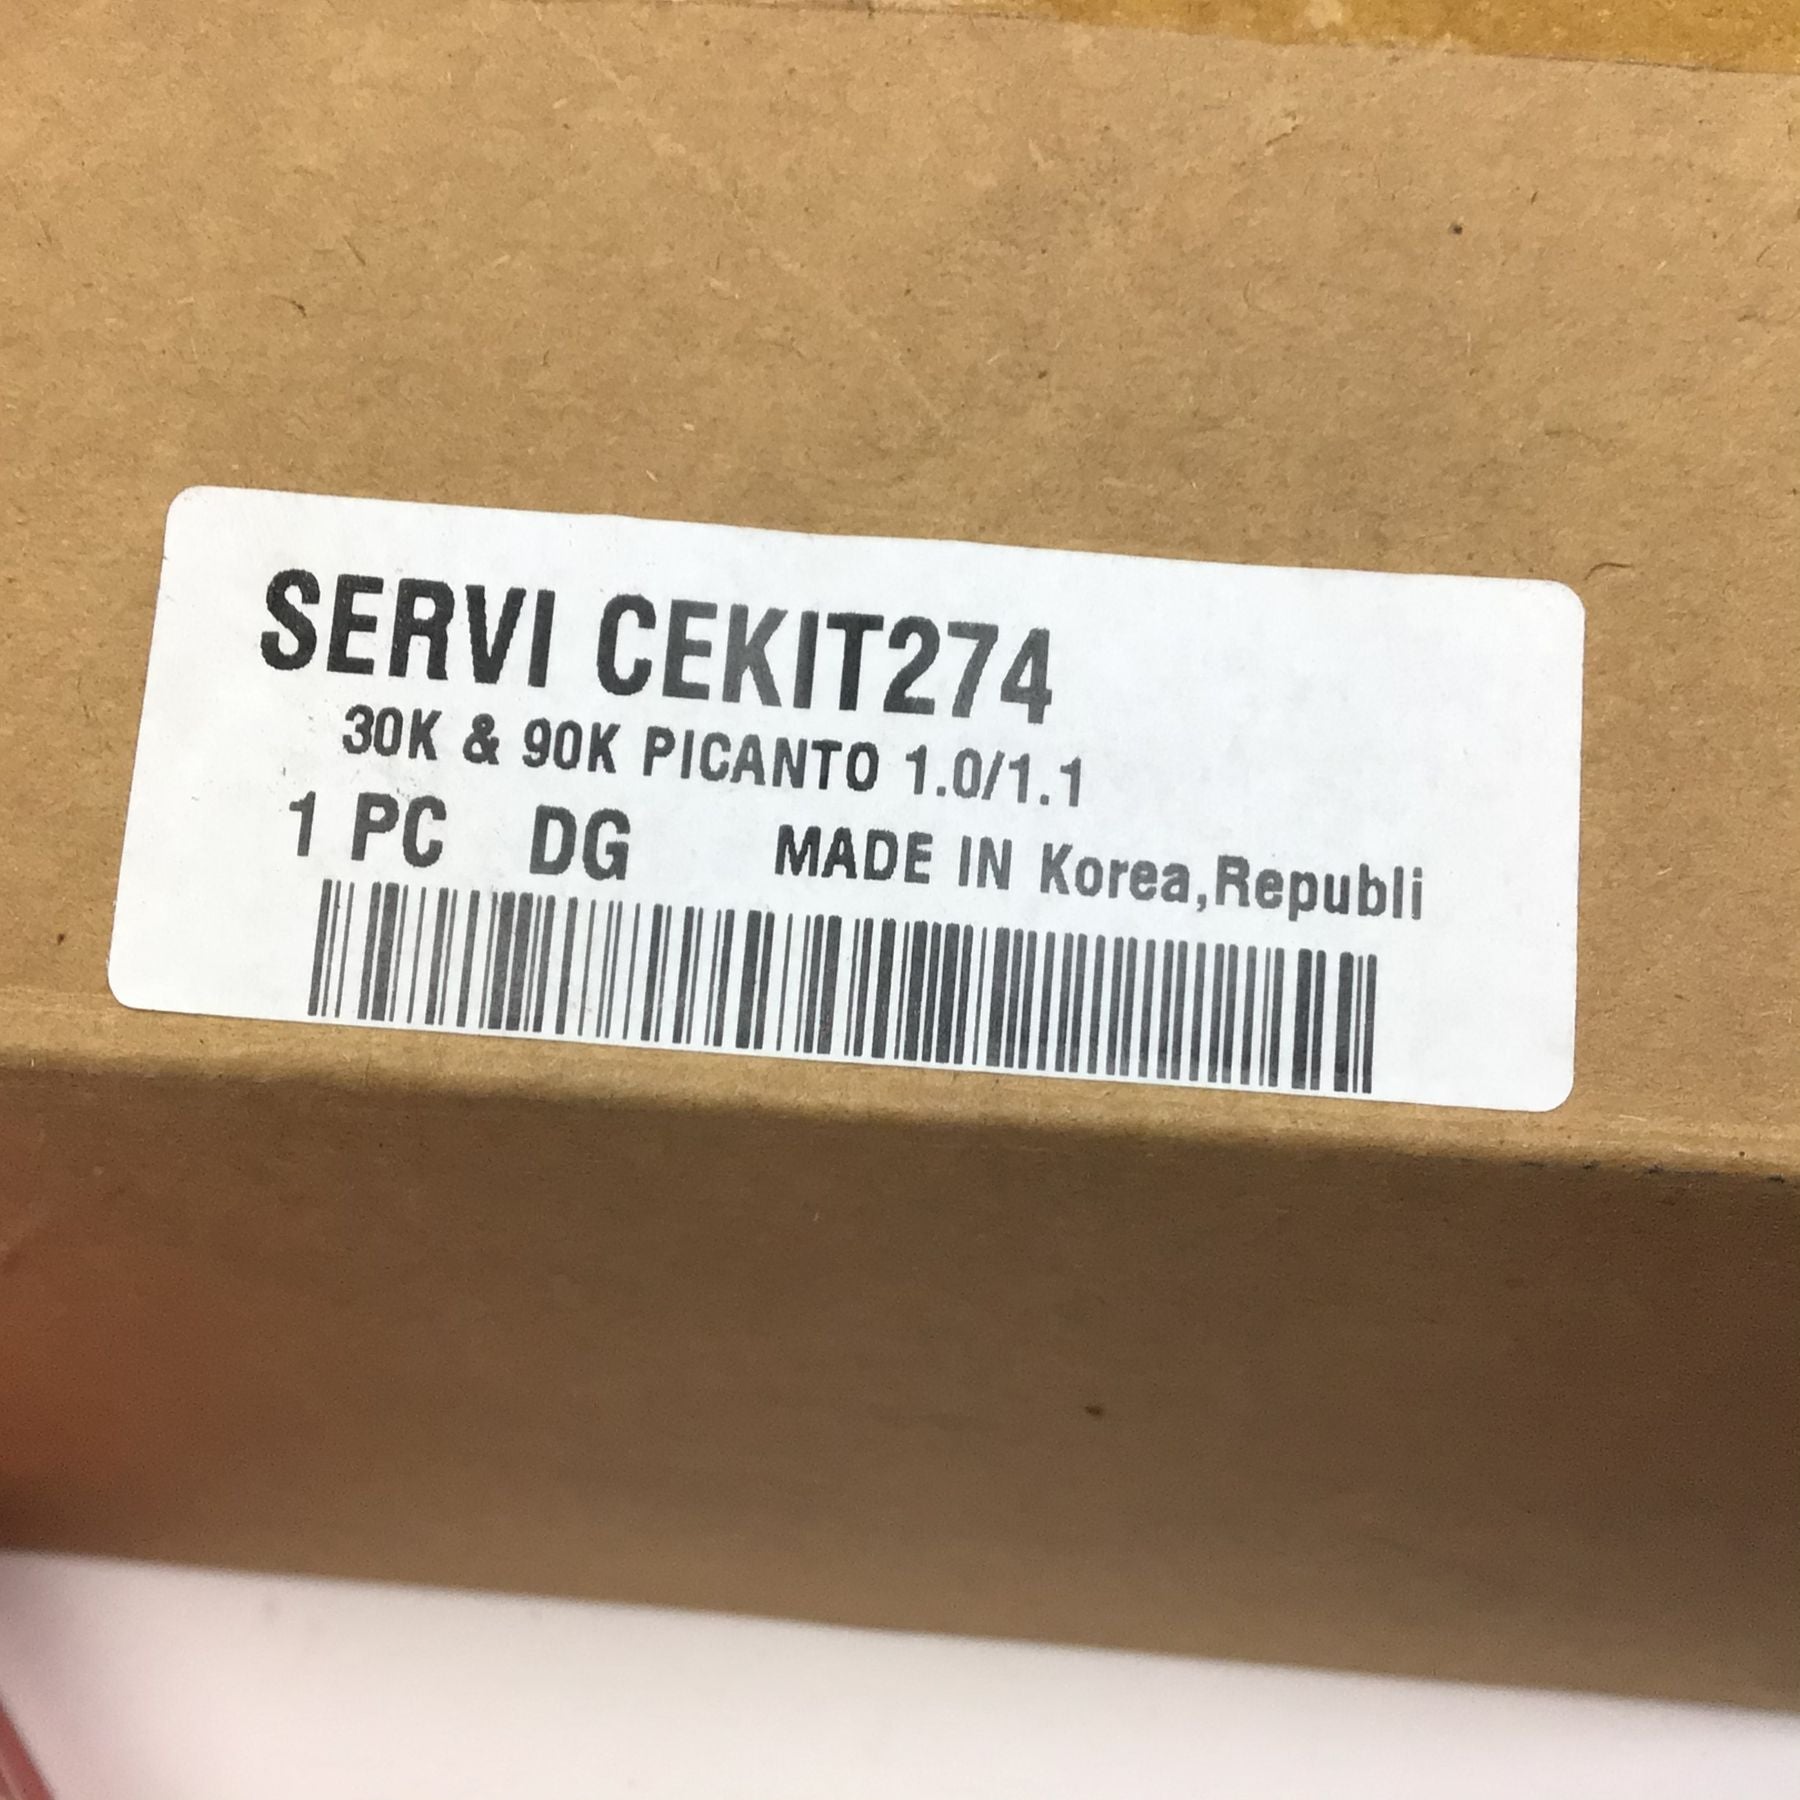 SERVI CEKIT274
30K & 90K PICANTO 1.0/1.1
1 PC DG MADE IN Korea,Republi